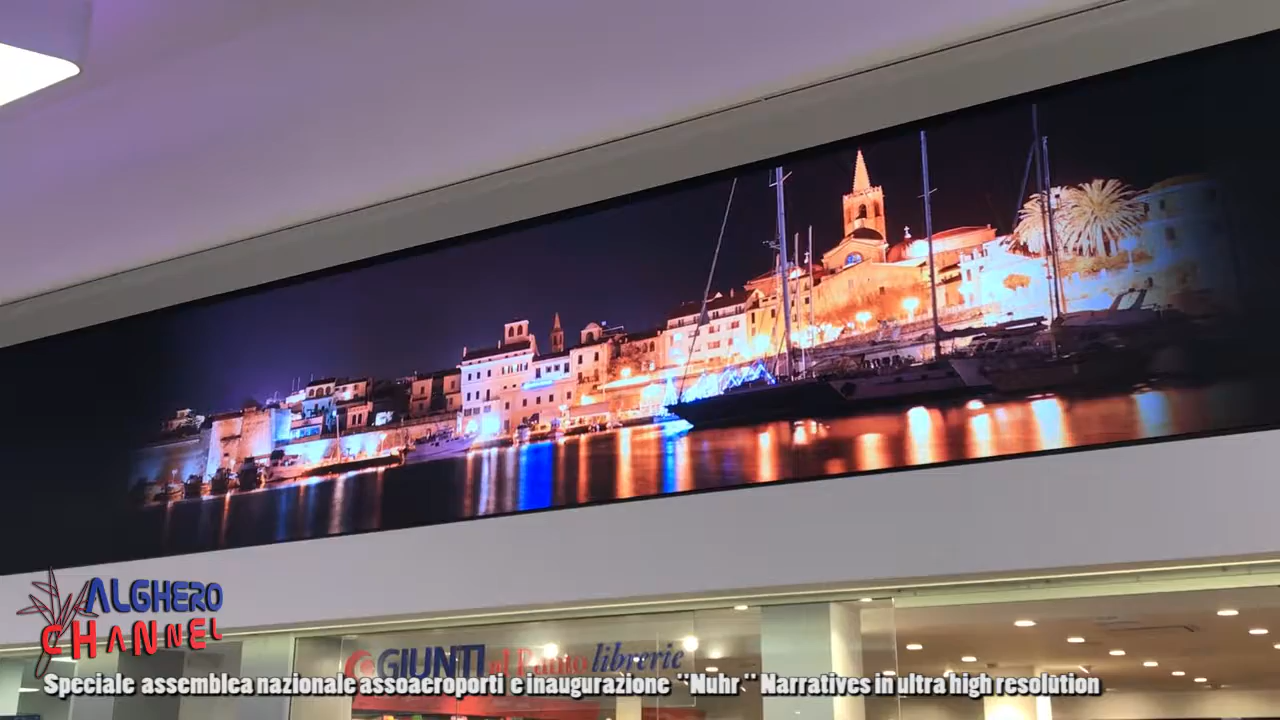 ALGHERO
CHANNEL
GIUNTI al Punto librerie
Speciale assemblea nazionale assoaeroporti e inaugurazione "Nuhr" Narratives in ultra high resolution